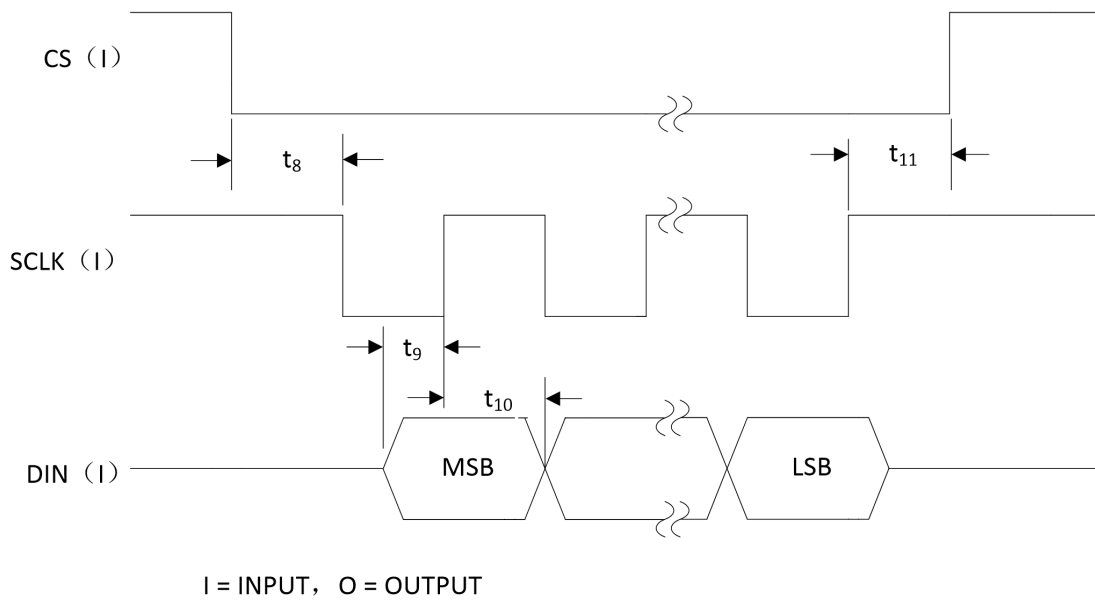 CS（I）
t8
t11
SCLK（I）
t9
t10
DIN（I）
MSB
LSB
I = INPUT，O = OUTPUT